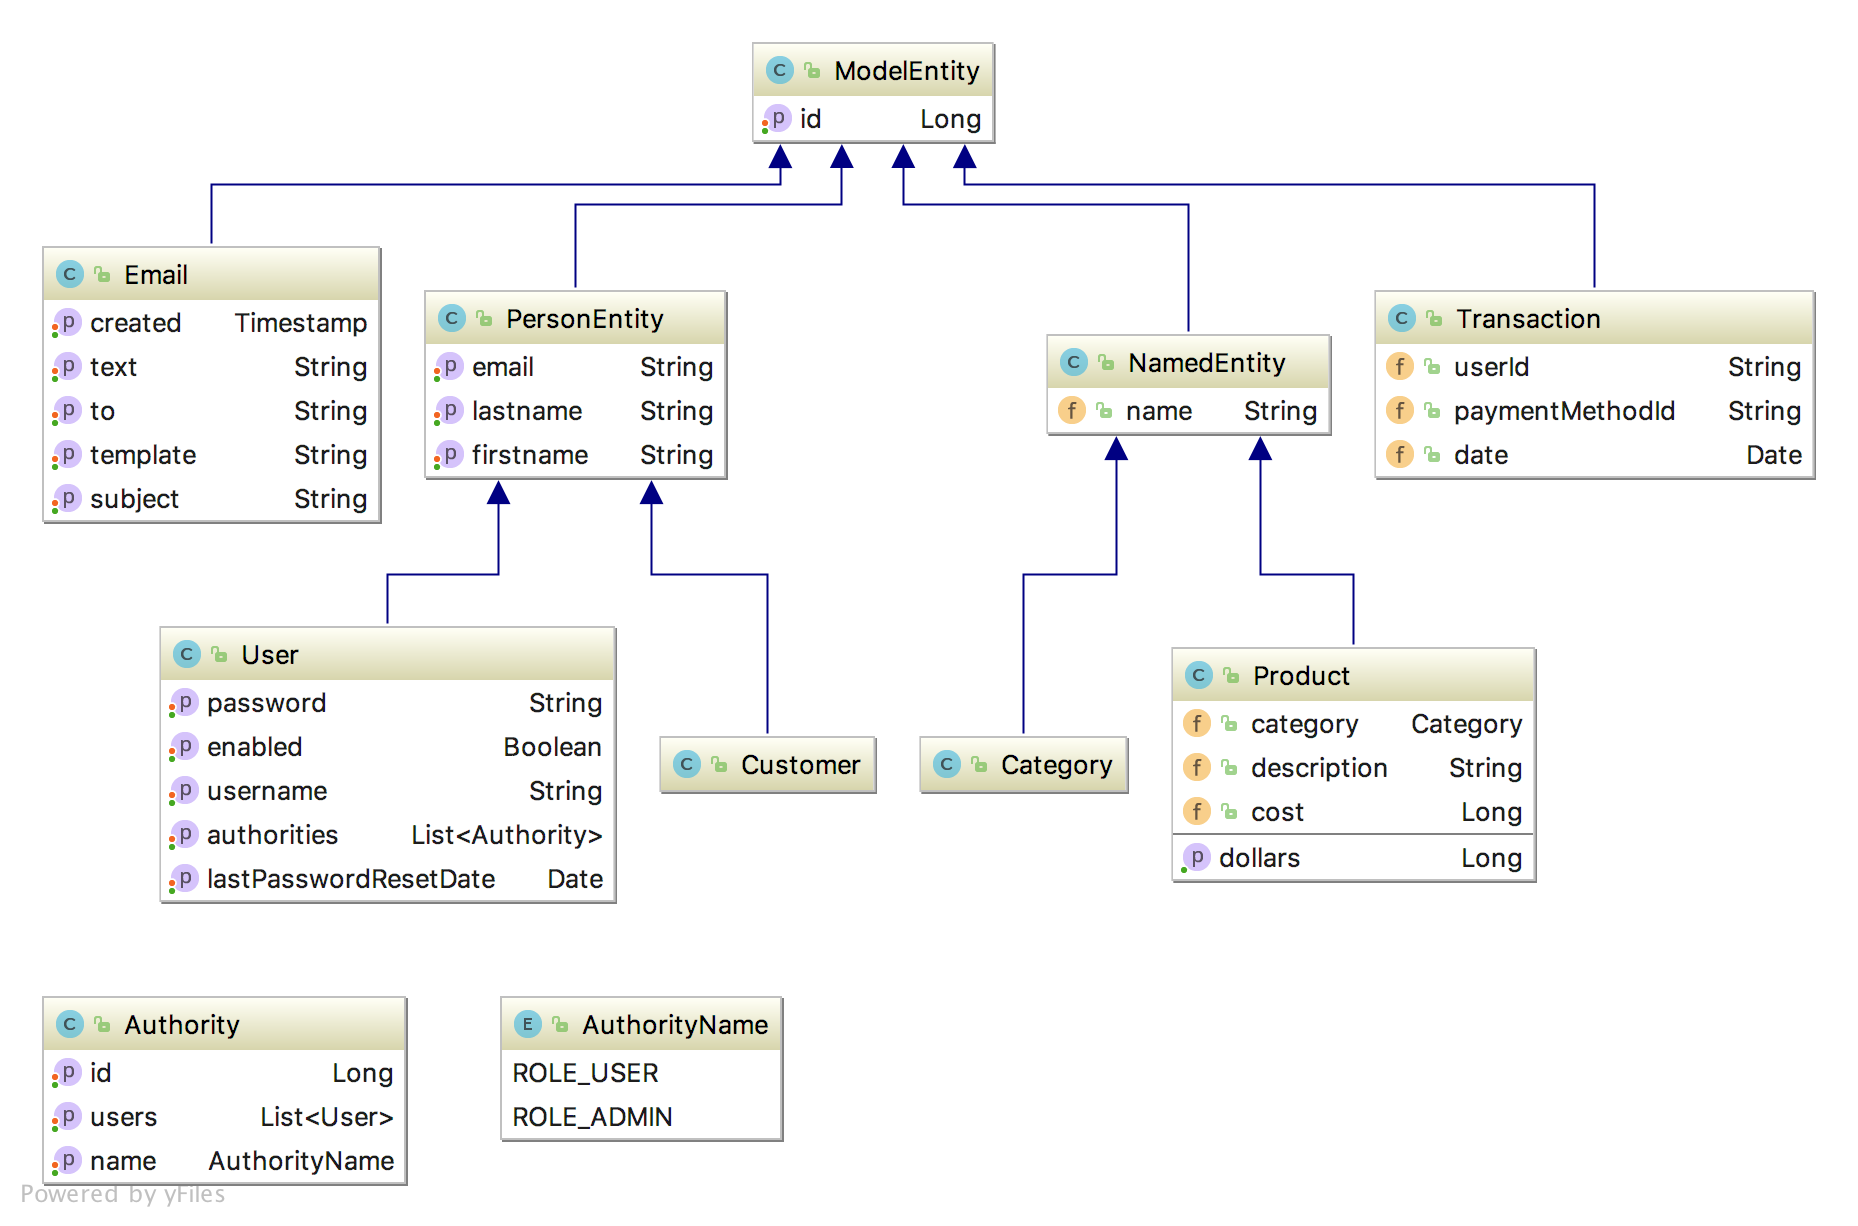 C ModelEntity
p id Long
C Email
p created Timestamp
p text String
p to String
p template String
p subject String
C PersonEntity
p email String
p lastname String
p firstname String
C NamedEntity
f name String
C Transaction
f userId String
f paymentMethodId String
f date Date
C User
p password String
p enabled Boolean
p username String
p authorities List<Authority>
p lastPasswordResetDate Date
C Customer
C Category
C Product
f category Category
f description String
f cost Long
p dollars Long
C Authority
p id Long
p users List<User>
p name AuthorityName
E AuthorityName
ROLE_USER
ROLE_ADMIN
Powered by yFiles